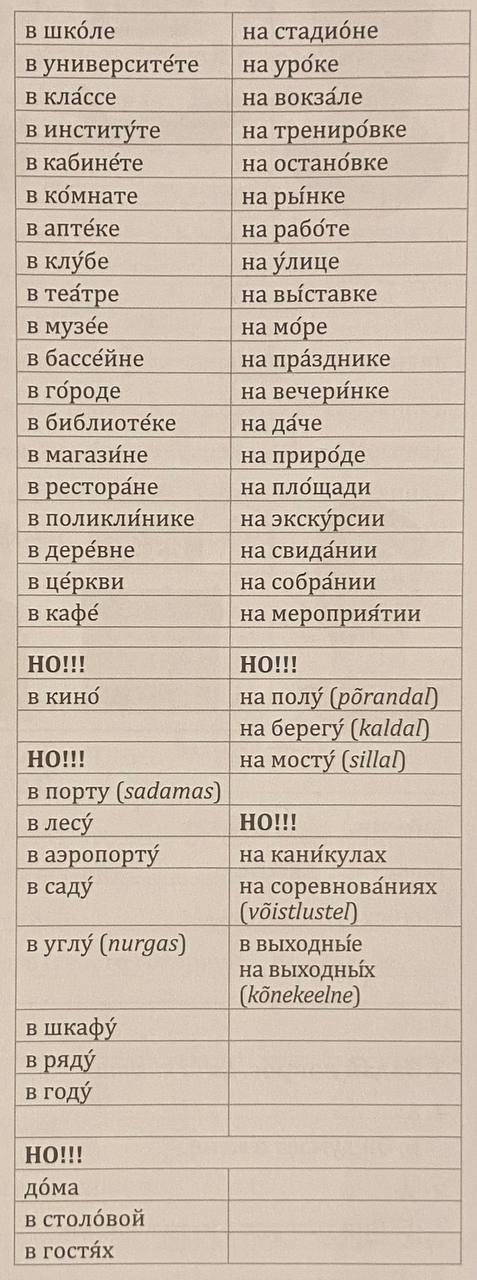 в шко́ле на стадио́не
в университе́те на уро́ке
в кла́ссе на вокза́ле
в институ́те на трениро́вке
в кабине́те на остано́вке
в ко́мнате на ры́нке
в апте́ке на рабо́те
в клу́бе на у́лице
в теа́тре на вы́ставке
в музе́е на мо́ре
в бассе́йне на пра́зднике
в го́роде на вечери́нке
в библиоте́ке на да́че
в магази́не на приро́де
в рестора́не на пло́щади
в поликли́нике на экску́рсии
в дере́вне на свида́нии
в це́ркви на собра́нии
в кафе́ на мероприя́тии
НО!!! НО!!!
в кино́ на полу́ (põrandal)
на берегу́ (kaldal)
НО!!! на мосту́ (sillal)
в порту (sadamas)
в лесу́ НО!!!
в аэропорту́ на кани́кулах
в саду́ на соревнова́ниях
(võistlustel)
в углу́ (nurgas) в выходны́е
на выходны́х
(kõnekeelne)
в шкафу́
в ряду́
в году́
НО!!!
до́ма
в столо́вой
в гостя́х